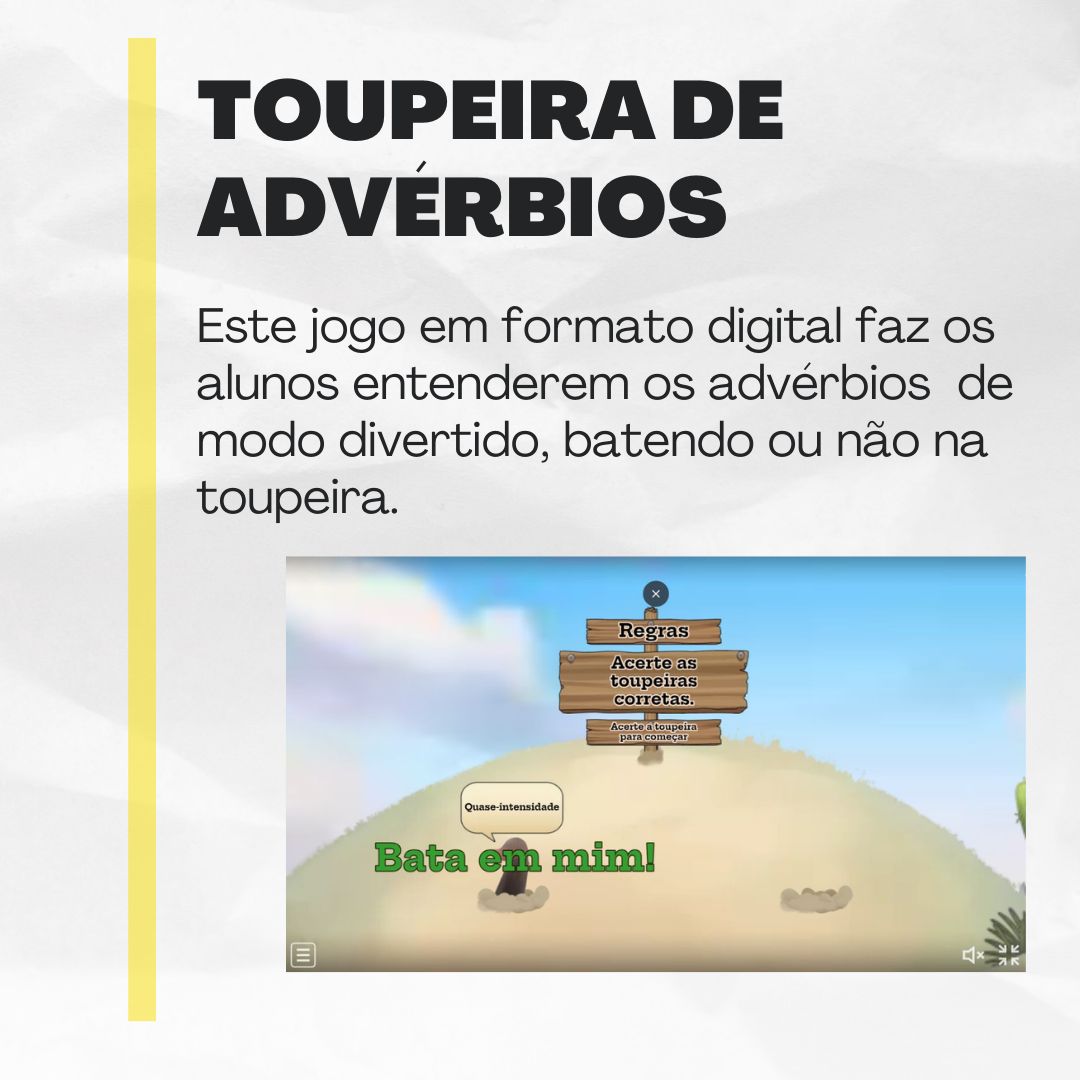 TOUPEIRA DE
ADVÉRBIOS
Este jogo em formato digital faz os
alunos entenderem os advérbios  de
modo divertido, batendo ou não na
toupeira.
Regras
Acerte as
toupeiras
corretas.
Acerte a toupeira
para começar
Quase-intensidade
Bata em mim!